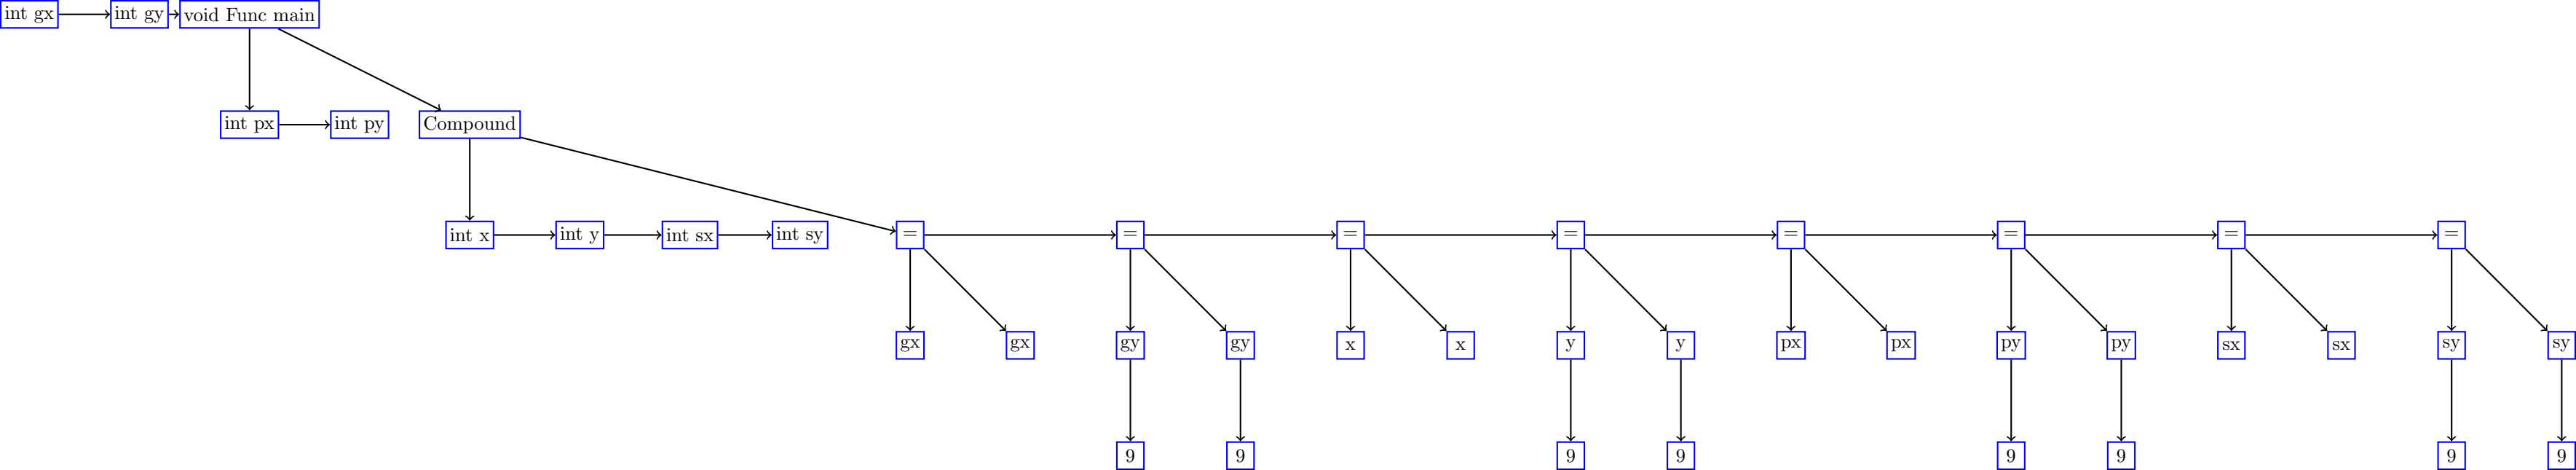 int gx int gy void Func main
int px int py Compound
int x int y int sx int sy = = = = = = = =
gx gx gy gy x x y y px px py py sx sx sy sy
9 9 9 9 9 9 9 9